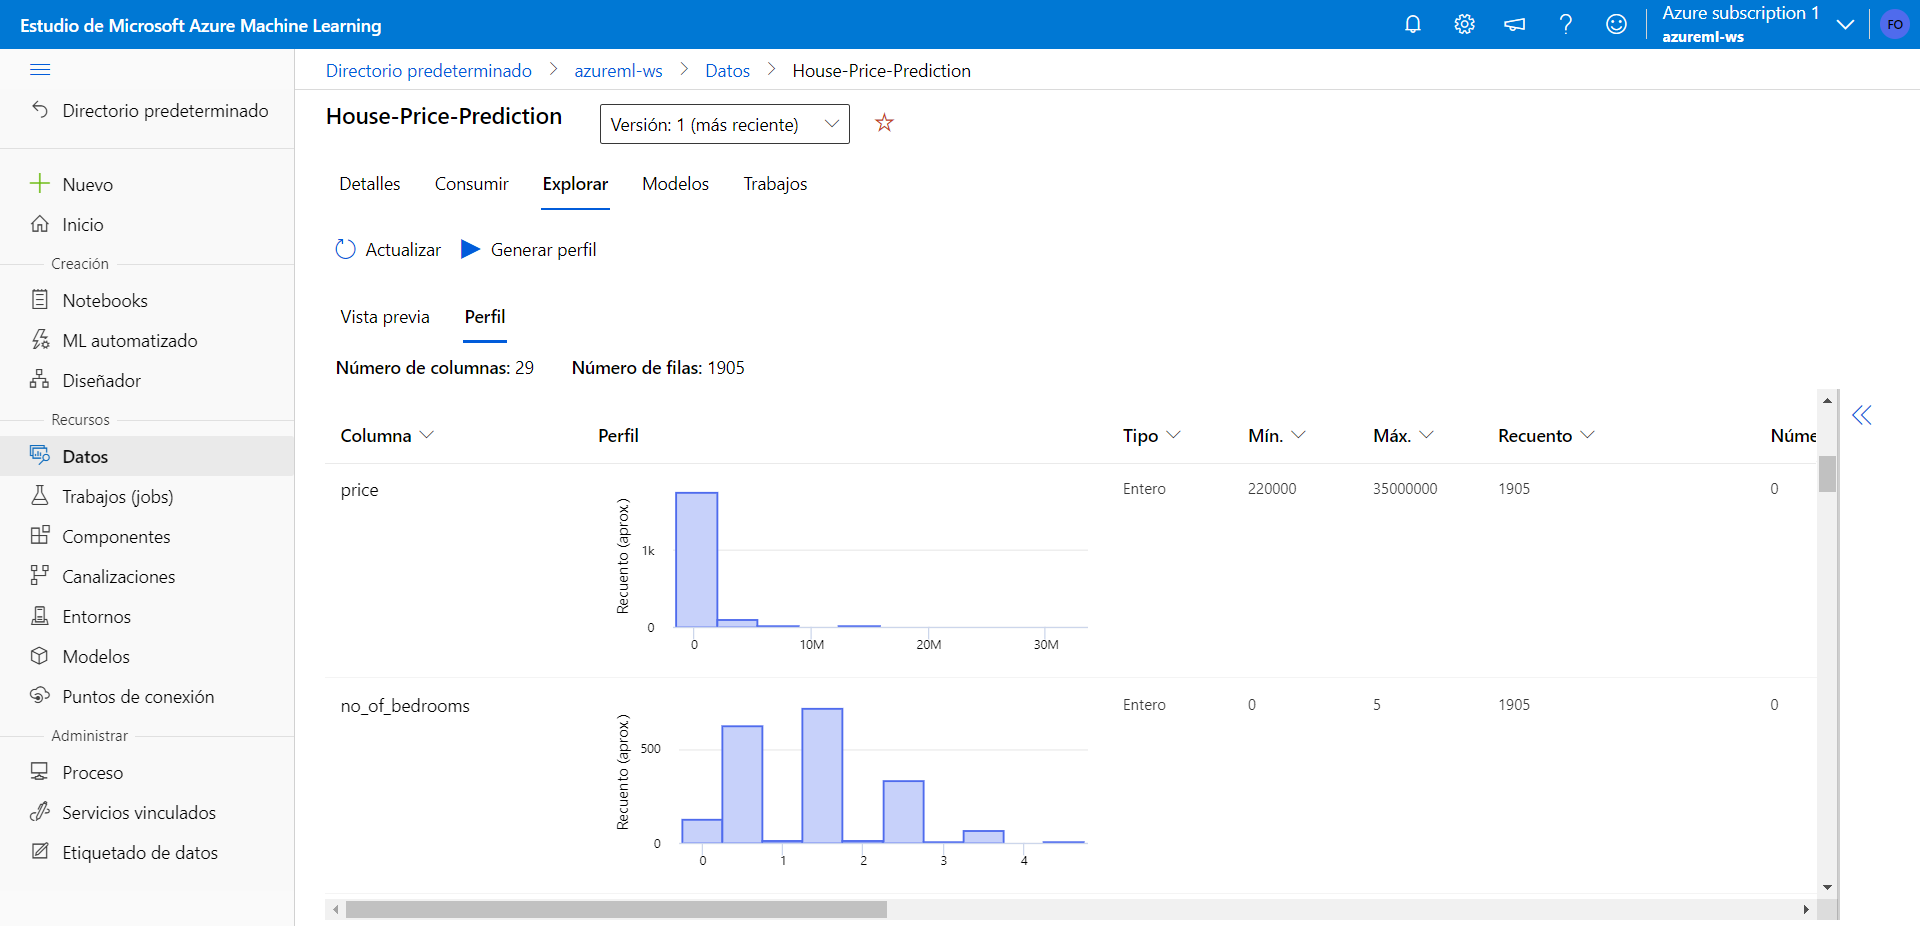 Estudio de Microsoft Azure Machine Learning
Azure subscription 1
azureml-ws
FO
Directorio predeterminado
Nuevo
Inicio
Creación
Notebooks
ML automatizado
Diseñador
Recursos
Datos
Trabajos (jobs)
Componentes
Canalizaciones
Entornos
Modelos
Puntos de conexión
Administrar
Proceso
Servicios vinculados
Etiquetado de datos
Directorio predeterminado > azureml-ws > Datos > House-Price-Prediction
House-Price-Prediction
Versión: 1 (más reciente)
Detalles Consumir Explorar Modelos Trabajos
Actualizar Generar perfil
Vista previa Perfil
Número de columnas: 29 Número de filas: 1905
Columna Perfil Tipo Mín. Máx. Recuento Núme
price Entero 220000 35000000 1905 0
Recuento (aprox.)
1k
0
0 10M 20M 30M
no_of_bedrooms Entero 0 5 1905 0
Recuento (aprox.)
500
0
0 1 2 3 4